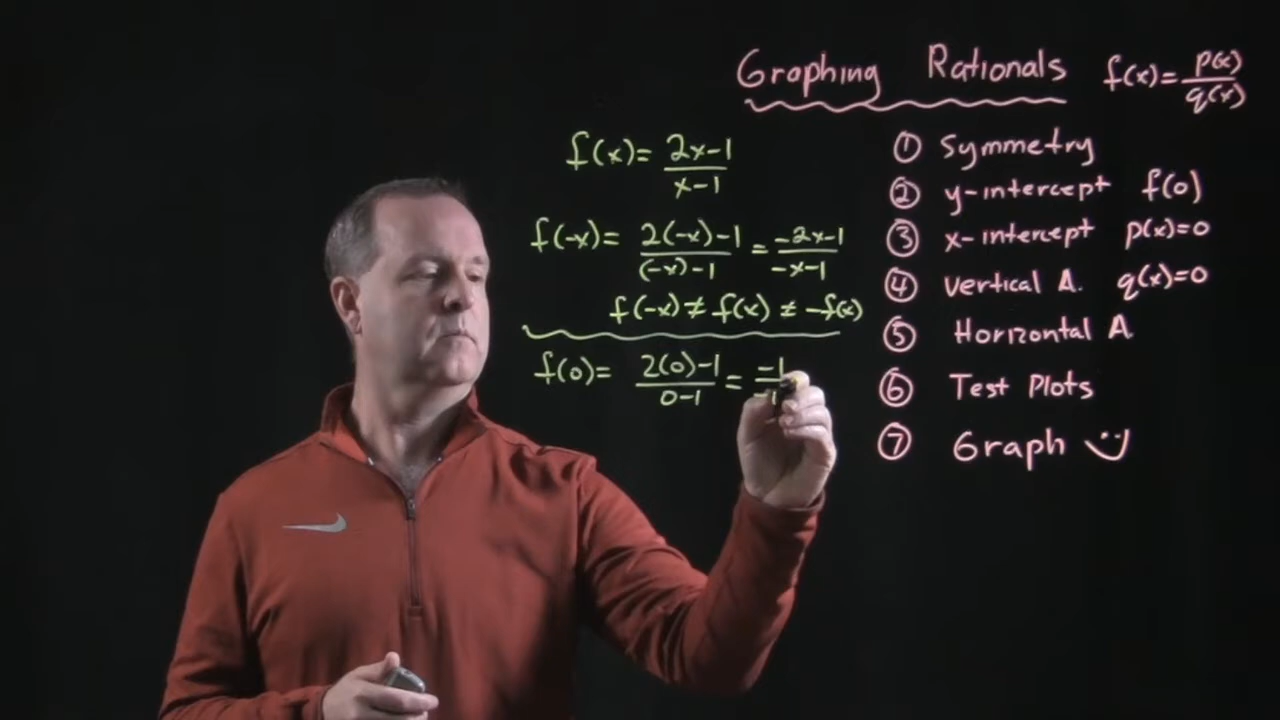 Graphing Rationals f(x)=p(x)/q(x)
f(x)= 2x-1/x-1
f(-x)= 2(-x)-1/(-x)-1 = -2x-1/-x-1
f(-x) ≠ f(x) ≠ -f(x)
f(0)= 2(0)-1/0-1 = -1/-1
① Symmetry
② y-intercept f(0)
③ x-intercept p(x)=0
④ Vertical A. q(x)=0
⑤ Horizontal A
⑥ Test Plots
⑦ Graph